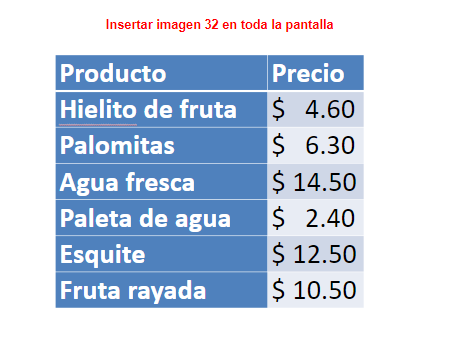 Insertar imagen 32 en toda la pantalla
Producto Precio
Hielito de fruta $ 4.60
Palomitas $ 6.30
Agua fresca $ 14.50
Paleta de agua $ 2.40
Esquite $ 12.50
Fruta rayada $ 10.50